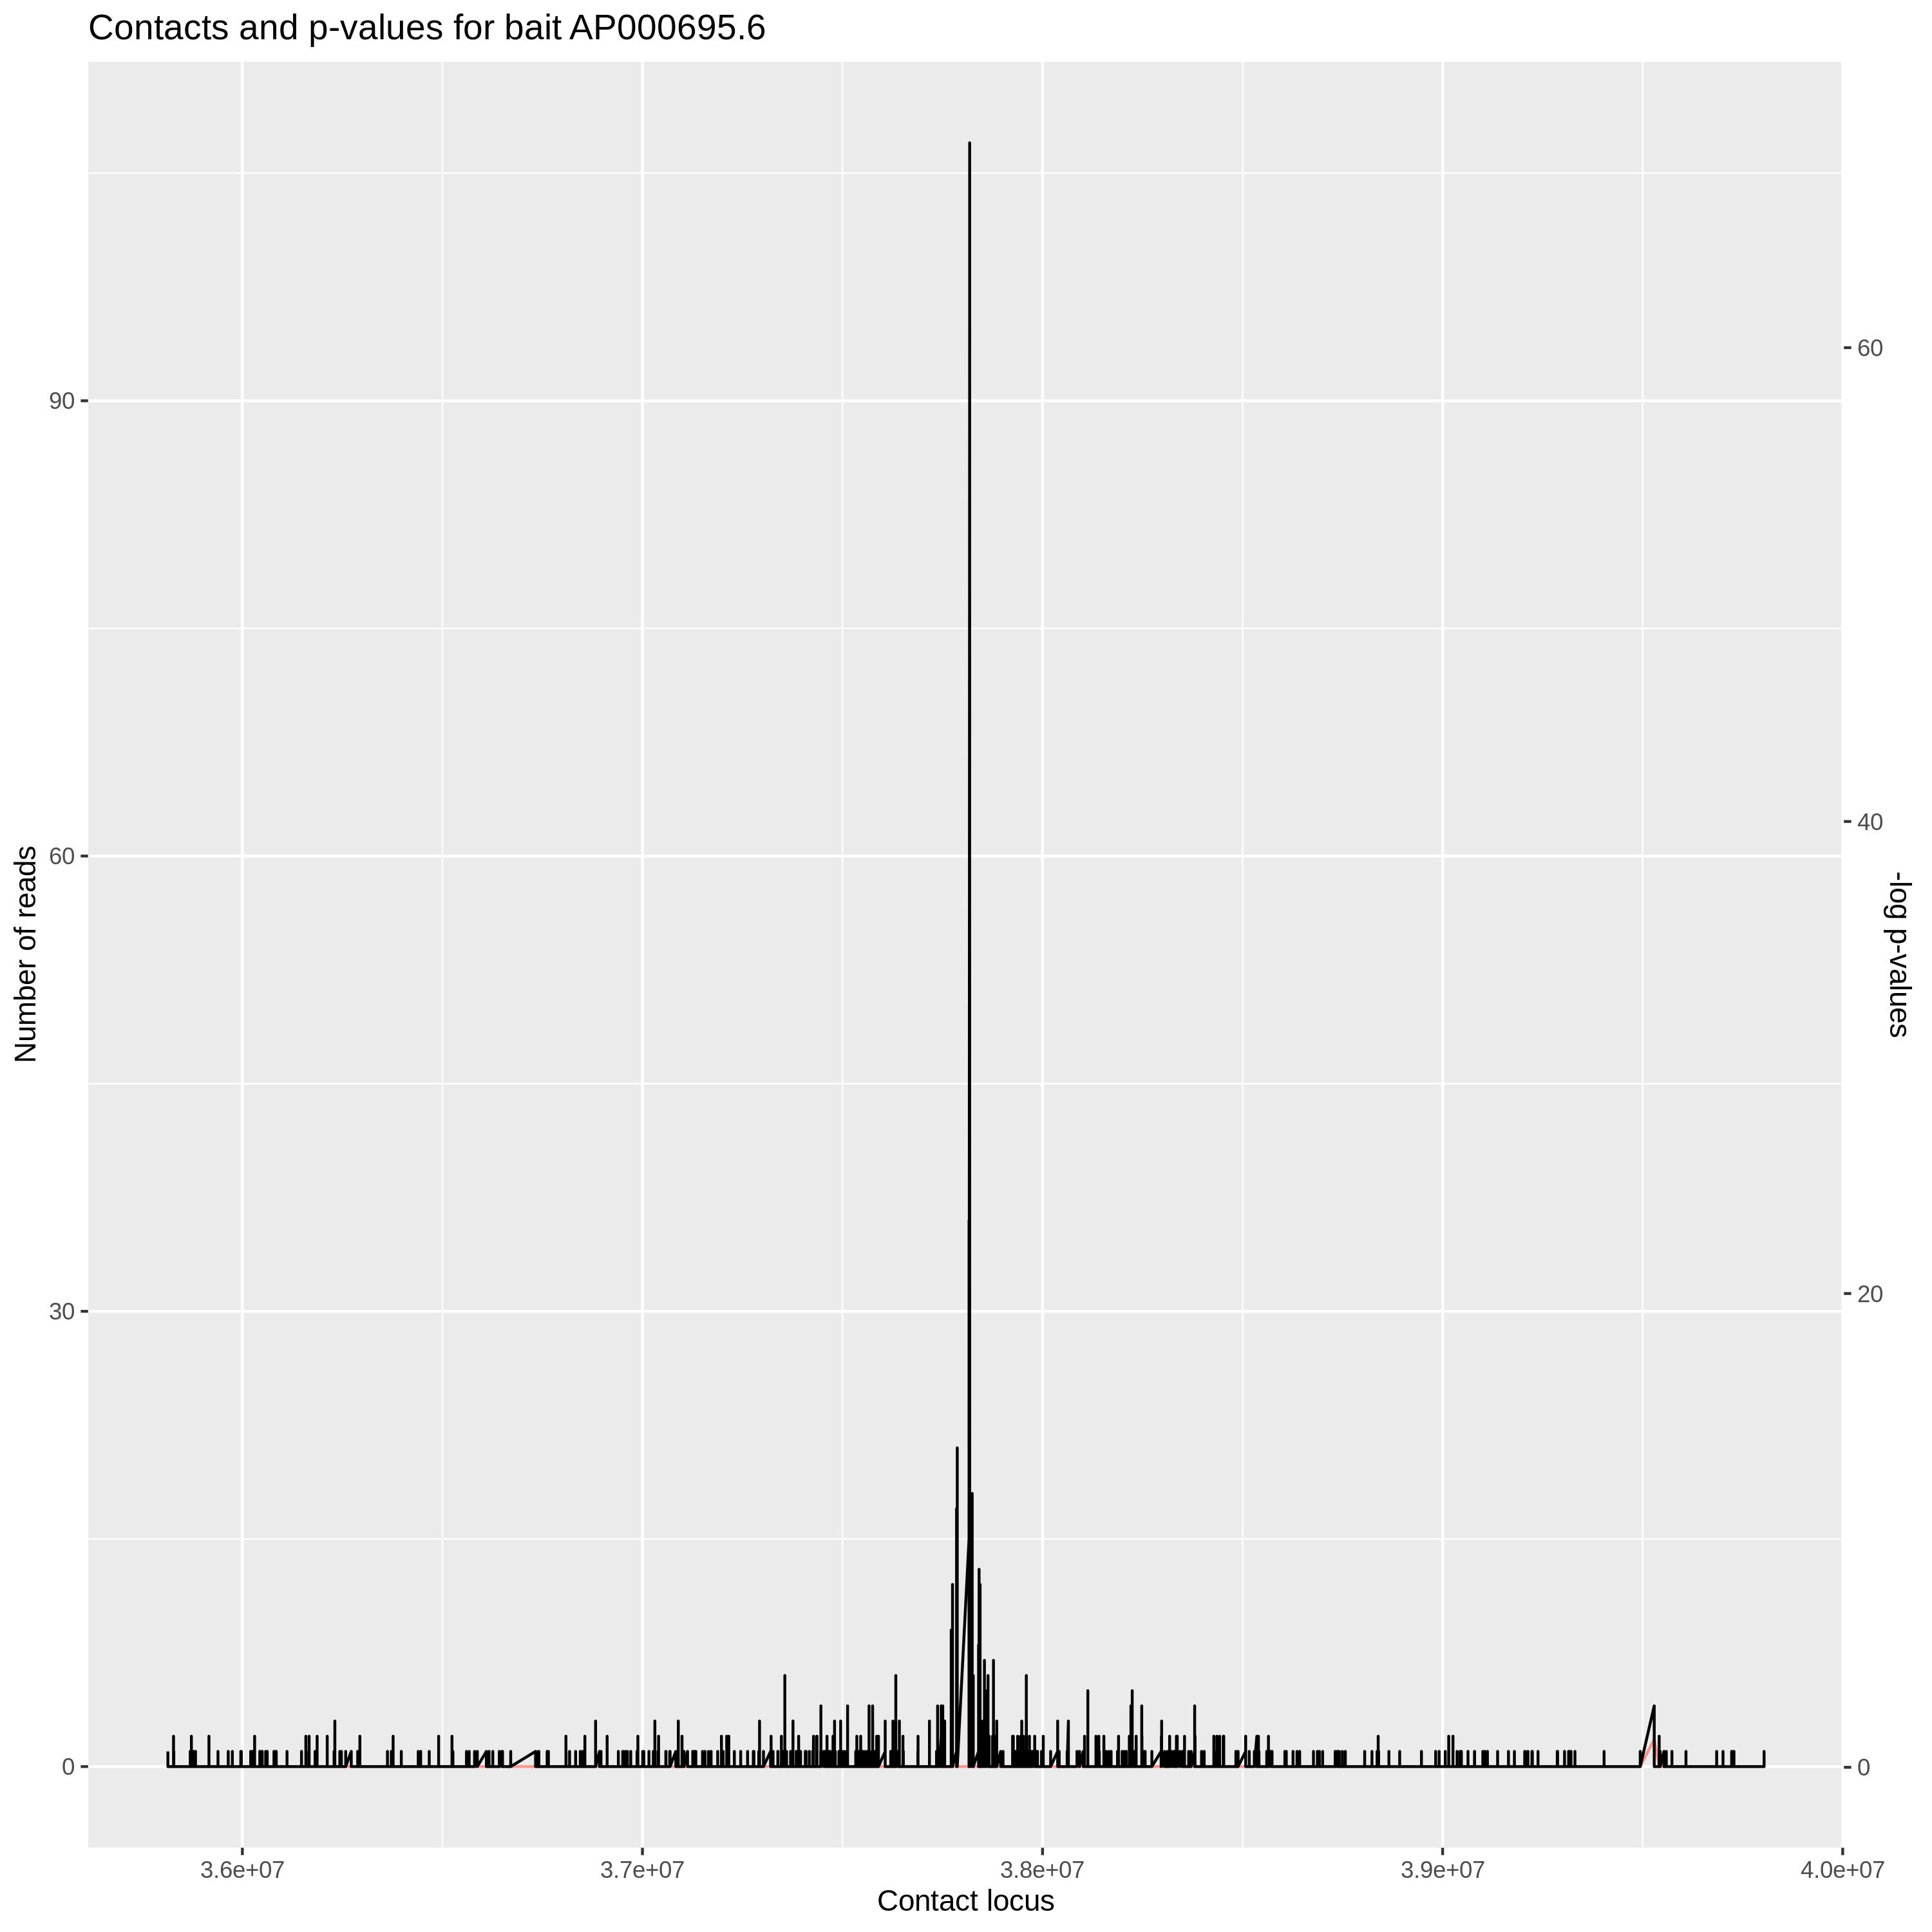 Contacts and p-values for bait AP000695.6
Number of reads
90
60
30
0
60
40
20
0
-log p-values
3.6e+07
3.7e+07
3.8e+07
3.9e+07
4.0e+07
Contact locus